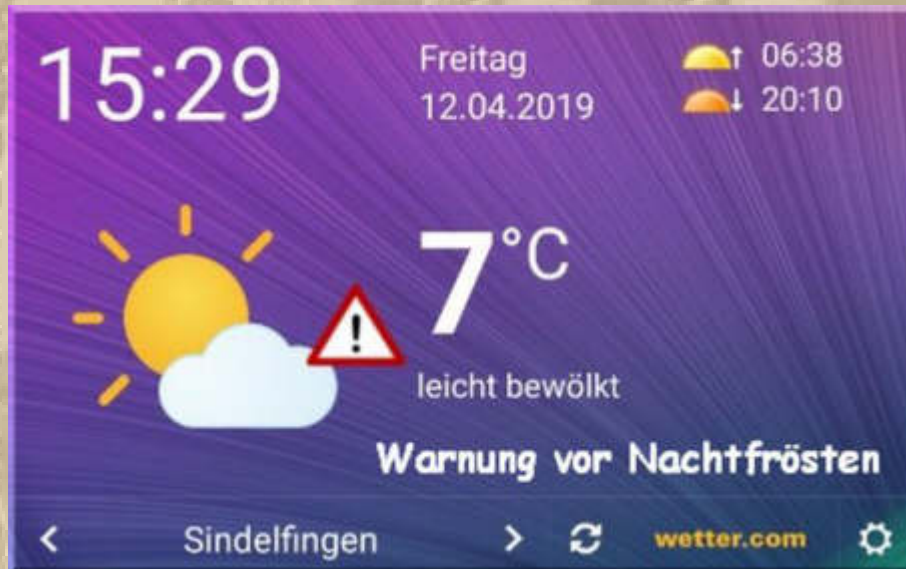 15:29
Freitag
12.04.2019
06:38
20:10
7°C
leicht bewölkt
Warnung vor Nachtfrösten
Sindelfingen
wetter.com